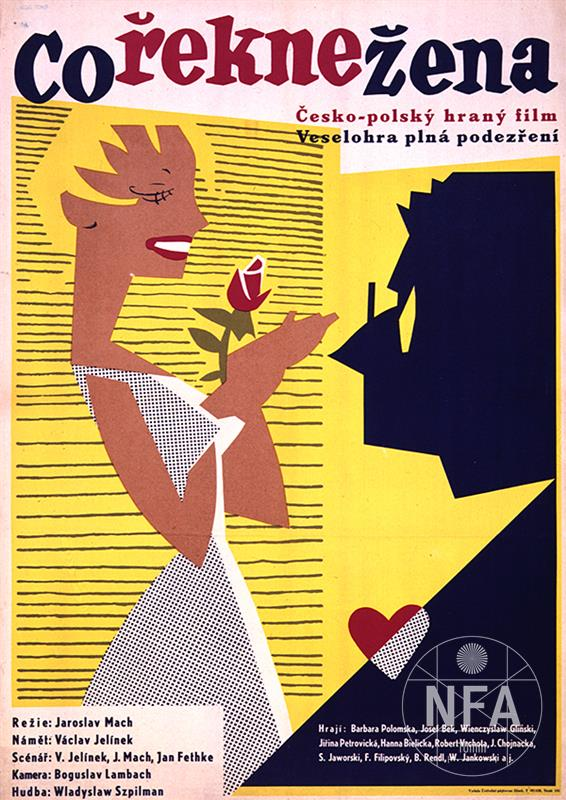 Co řekne žena
Česko-polský hraný film
Veselohra plná podezření
Režie: Jaroslav Mach
Námět: Václav Jelínek
Scénář: V. Jelínek, J. Mach, Jan Fethke
Kamera: Boguslav Lambach
Hudba: Wladyslaw Szpilman
Hrají: Barbara Polomska, Josef Bek, Wienczyslaw Gliński,
Jiřina Petrovická, Hanna Bielicka, Robert Vrchota, J. Chojnacka,
S. Jaworski, F. Filipovský, B. Rendl, W. Jankowski a j.
NFA